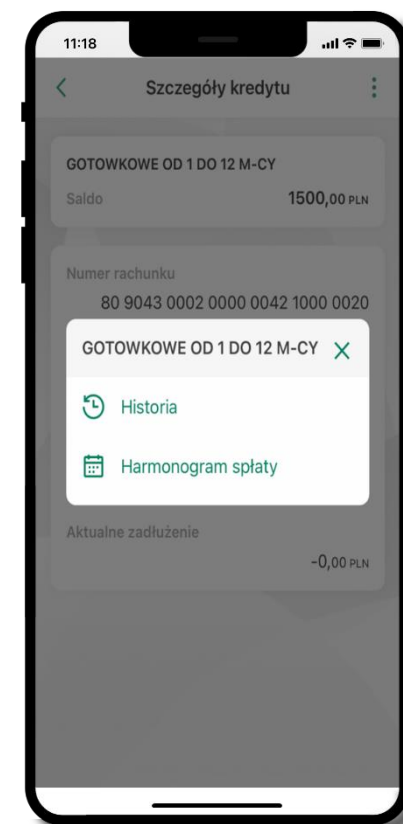 11:18
Szczegóły kredytu
GOTOWKOWE OD 1 DO 12 M-CY
Saldo 1500,00 PLN
Numer rachunku
80 9043 0002 0000 0042 1000 0020
GOTOWKOWE OD 1 DO 12 M-CY
Historia
Harmonogram spłaty
Aktualne zadłużenie
-0,00 PLN